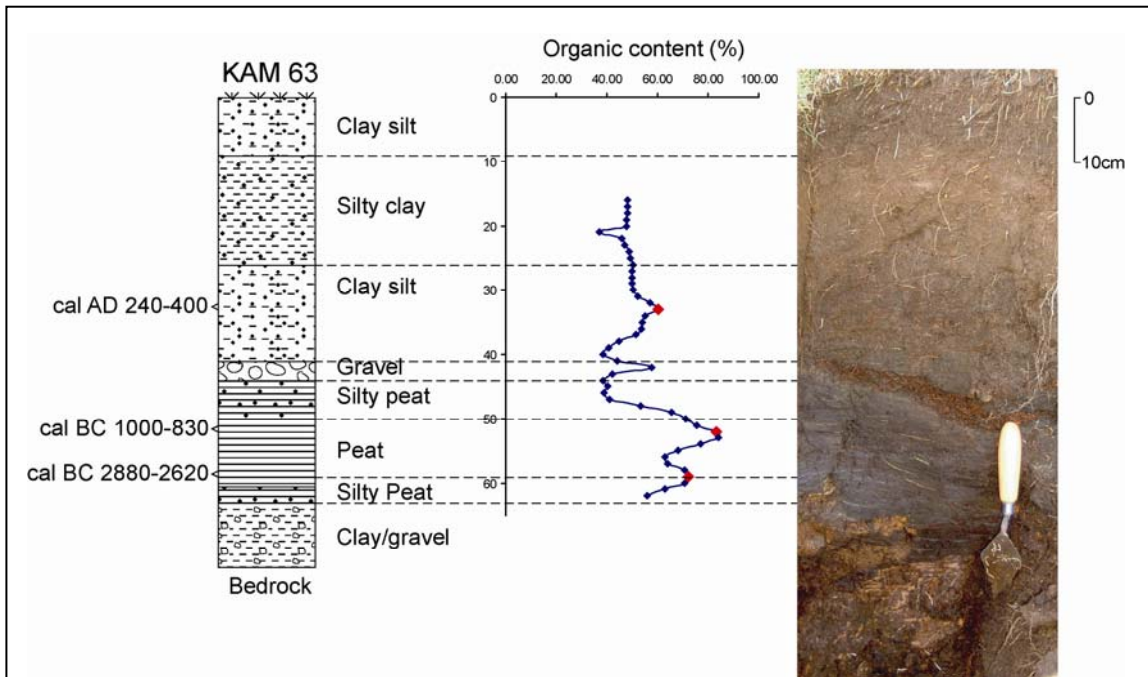 Organic content (%)
KAM 63
0.00 20.00 40.00 60.00 80.00 100.00
0
Clay silt
10
Silty clay
20
Clay silt
30
cal AD 240-400
40
Gravel
Silty peat
50
cal BC 1000-830
Peat
cal BC 2880-2620
Silty Peat
60
Clay/gravel
Bedrock
0
10cm